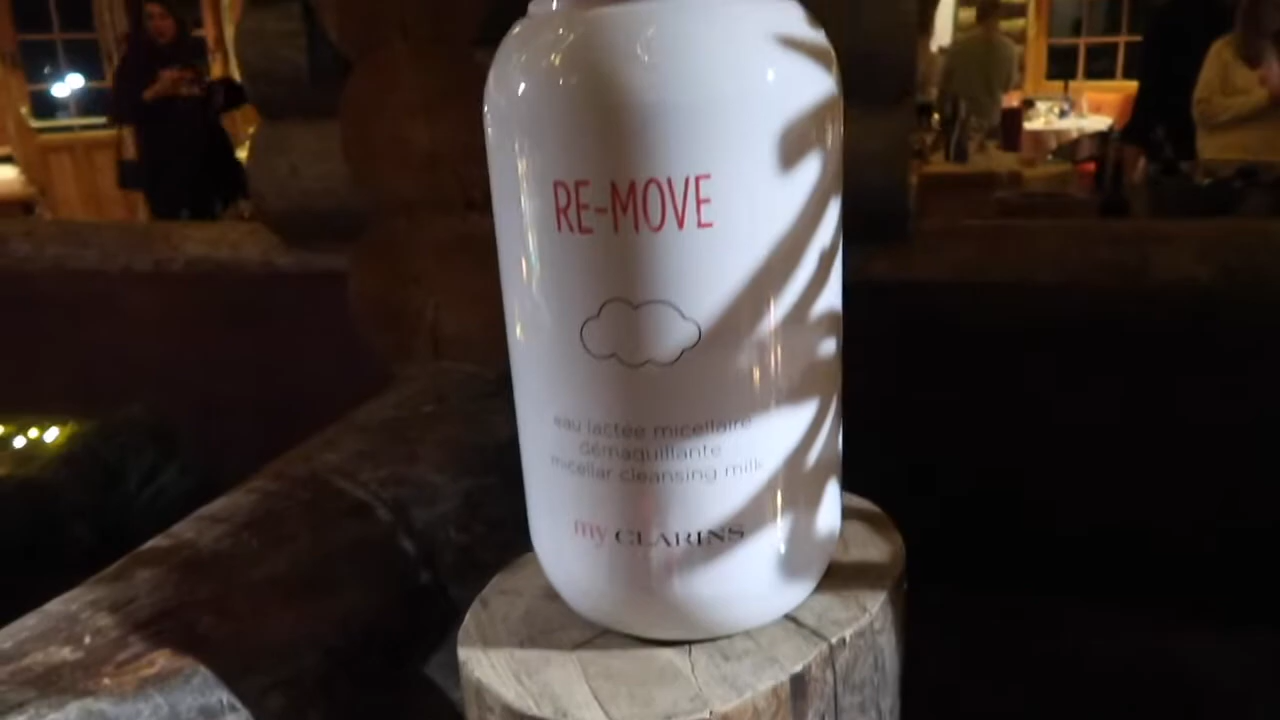 RE-MOVE
eau lactée micellaire
démaquillante
micellar cleansing milk
my CLARINS